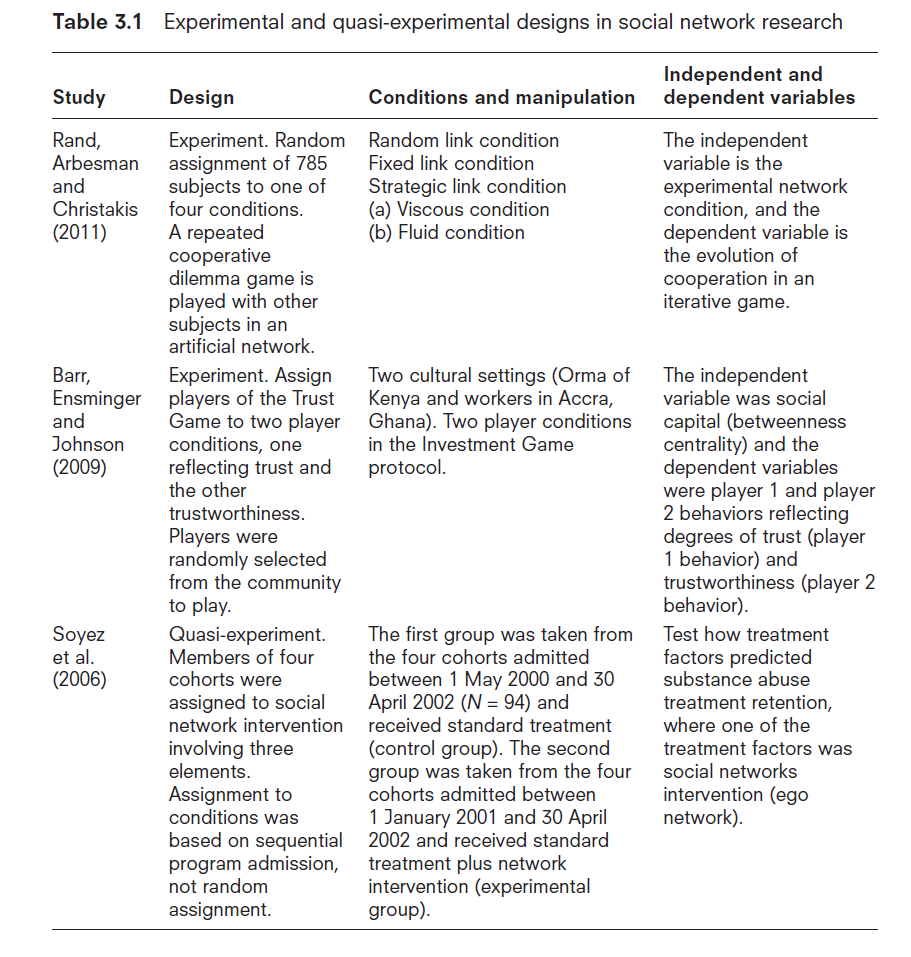 Table 3.1 Experimental and quasi-experimental designs in social network research
Study
Design
Conditions and manipulation
Independent and
dependent variables
Rand,
Arbesman
and
Christakis
(2011)
Experiment. Random
assignment of 785
subjects to one of
four conditions.
A repeated
cooperative
dilemma game is
played with other
subjects in an
artificial network.
Random link condition
Fixed link condition
Strategic link condition
(a) Viscous condition
(b) Fluid condition
The independent
variable is the
experimental network
condition, and the
dependent variable is
the evolution of
cooperation in an
iterative game.
Barr,
Ensminger
and
Johnson
(2009)
Experiment. Assign
players of the Trust
Game to two player
conditions, one
reflecting trust and
the other
trustworthiness.
Players were
randomly selected
from the community
to play.
Two cultural settings (Orma of
Kenya and workers in Accra,
Ghana). Two player conditions
in the Investment Game
protocol.
The independent
variable was social
capital (betweenness
centrality) and the
dependent variables
were player 1 and player
2 behaviors reflecting
degrees of trust (player
1 behavior) and
trustworthiness (player 2
behavior).
Soyez
et al.
(2006)
Quasi-experiment.
Members of four
cohorts were
assigned to social
network intervention
involving three
elements.
Assignment to
conditions was
based on sequential
program admission,
not random
assignment.
The first group was taken from
the four cohorts admitted
between 1 May 2000 and 30
April 2002 (N = 94) and
received standard treatment
(control group). The second
group was taken from the four
cohorts admitted between
1 January 2001 and 30 April
2002 and received standard
treatment plus network
intervention (experimental
group).
Test how treatment
factors predicted
substance abuse
treatment retention,
where one of the
treatment factors was
social networks
intervention (ego
network).